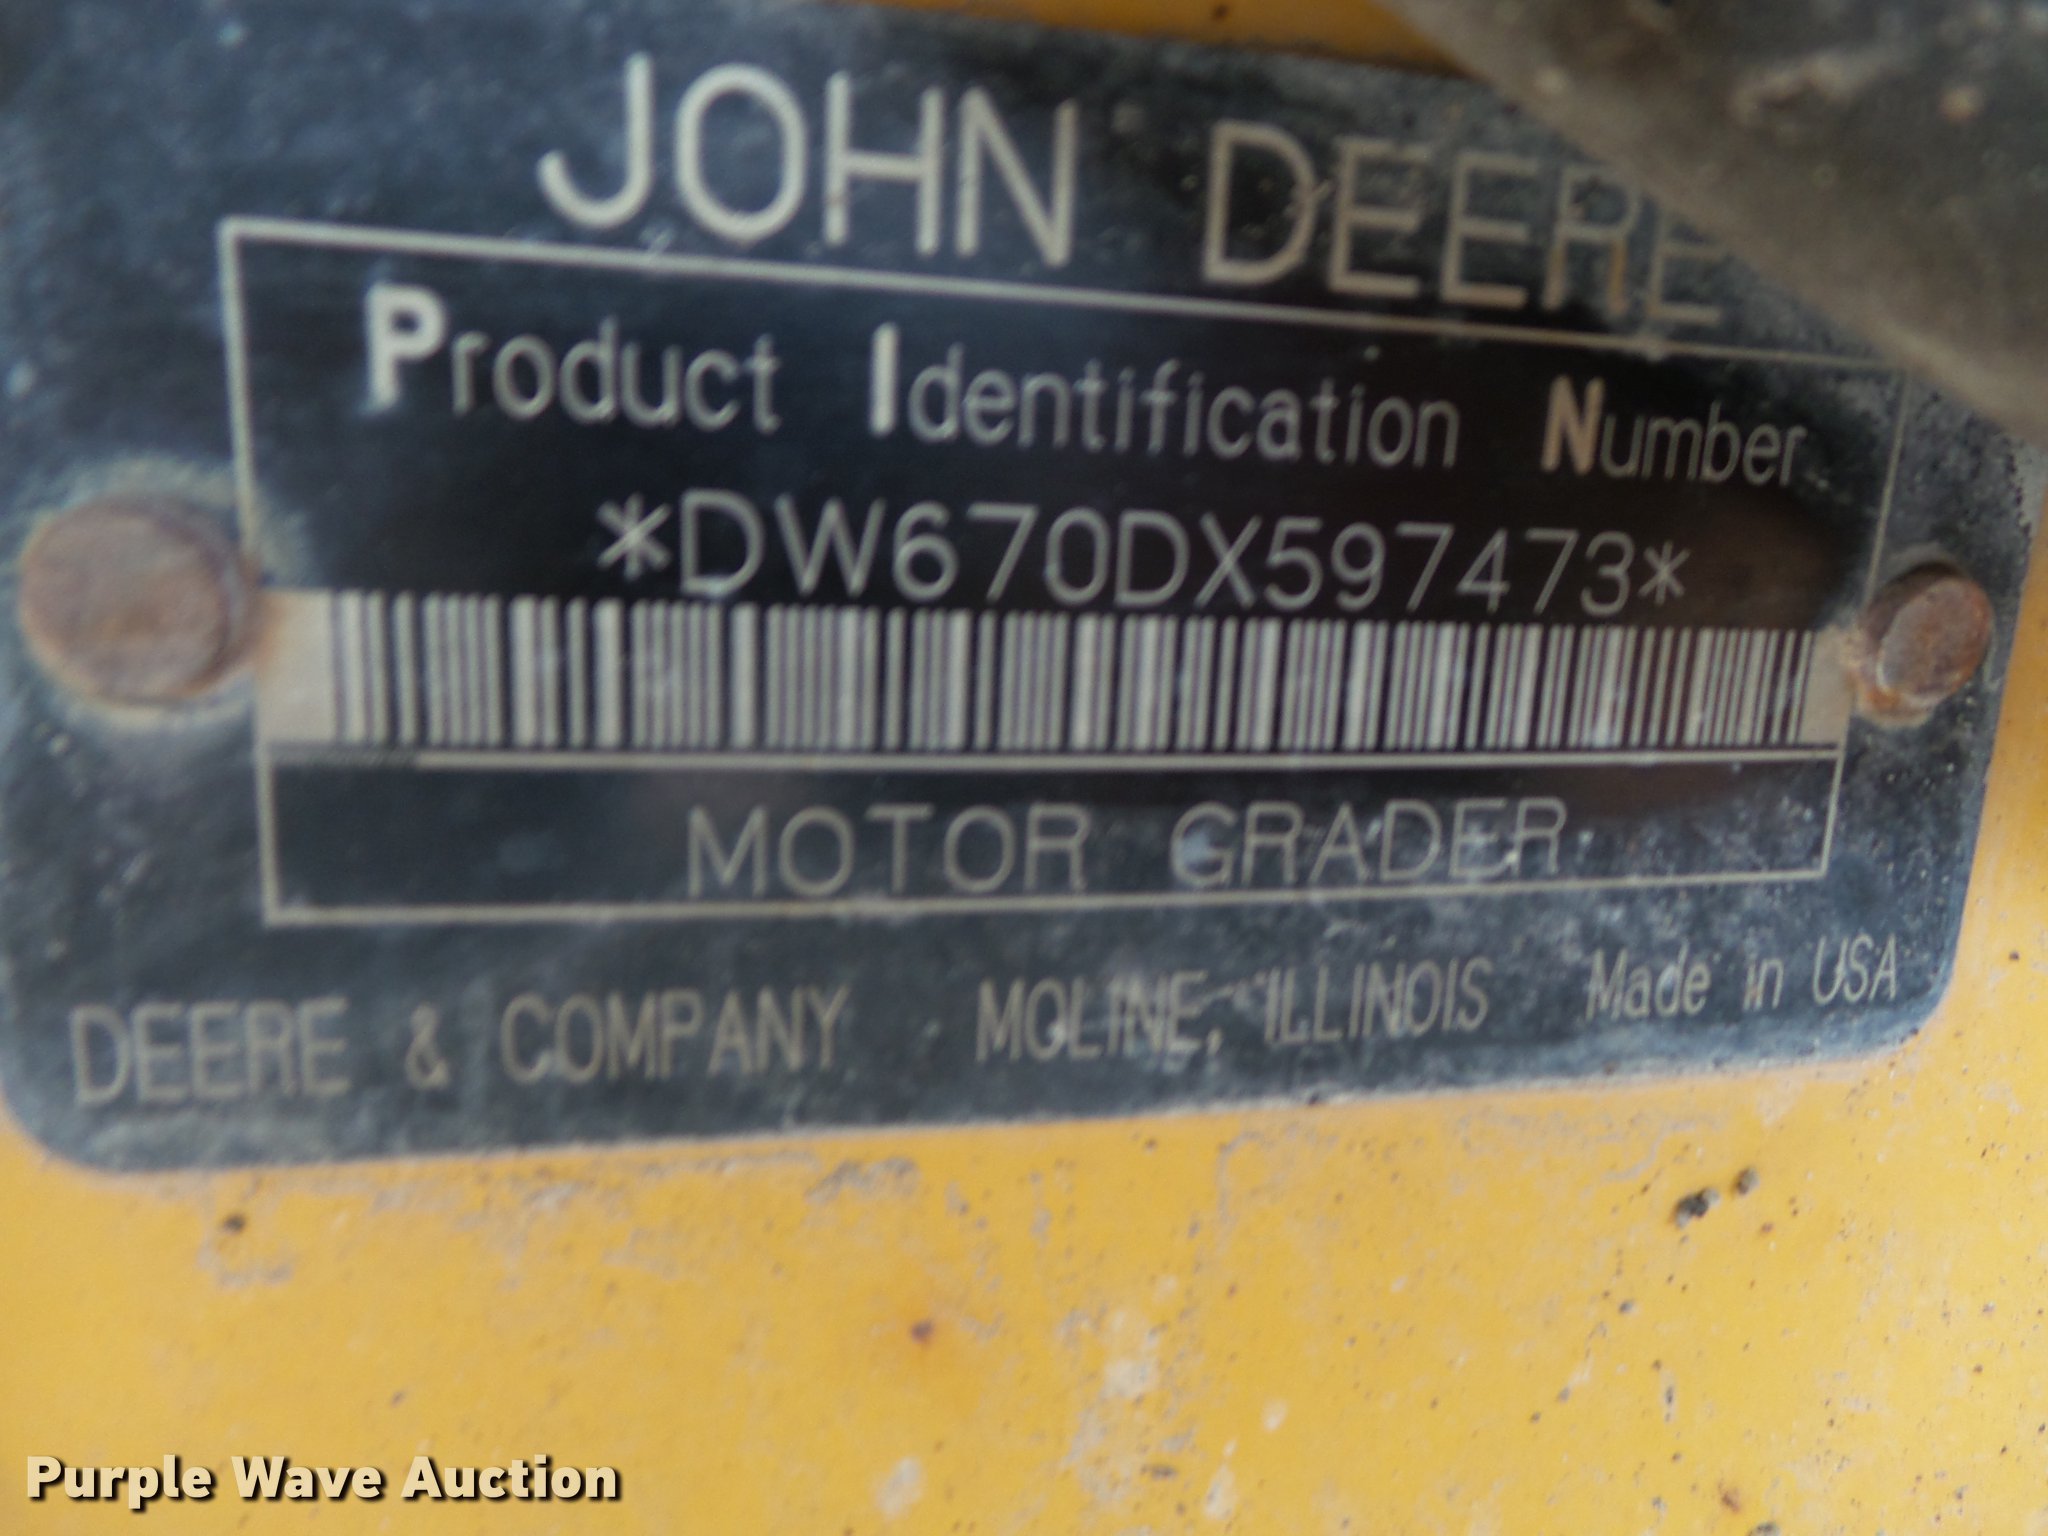 JOHN DEERE
Product Identification Number
*DW670DX597473*
MOTOR GRADER
DEERE & COMPANY MOLINE, ILLINOIS Made in USA
Purple Wave Auction